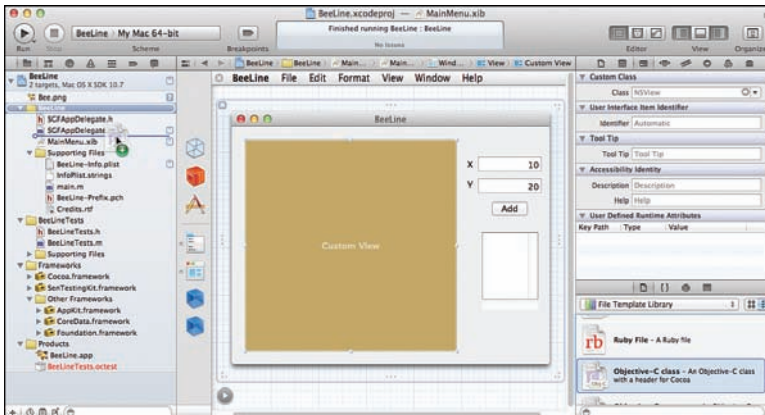 BeeLine.xcodeproj — MainMenu.xib
BeeLine My Mac 64-bit
Finished running BeeLine : BeeLine
No Issues
Run Stop Scheme Breakpoints Editor View Organizer
BeeLine BeeLine Main... Main... Wind... View Custom View
BeeLine
2 targets, Mac OS X SDK 10.7
Bee.png
BeeLine
SCFAppDelegate.h
SCFAppDelegate
MainMenu.xib
Supporting Files
BeeLine-Info.plist
InfoPlist.strings
main.m
BeeLine-Prefix.pch
Credits.rtf
BeeLineTests
BeeLineTests.h
BeeLineTests.m
Supporting Files
Frameworks
Cocoa.framework
SenTestingKit.framework
Other Frameworks
AppKit.framework
CoreData.framework
Foundation.framework
Products
BeeLine.app
BeeLineTests.octest
BeeLine File Edit Format View Window Help
BeeLine
X 10
Y 20
Add
Custom View
Custom Class
Class NSView
User Interface Item Identifier
Identifier Automatic
Tool Tip
Tool Tip Tool Tip
Accessibility Identity
Description Description
Help Help
User Defined Runtime Attributes
Key Path Type Value
File Template Library
rb
Ruby File - A Ruby file
Objective-C class - An Objective-C class
with a header for Cocoa